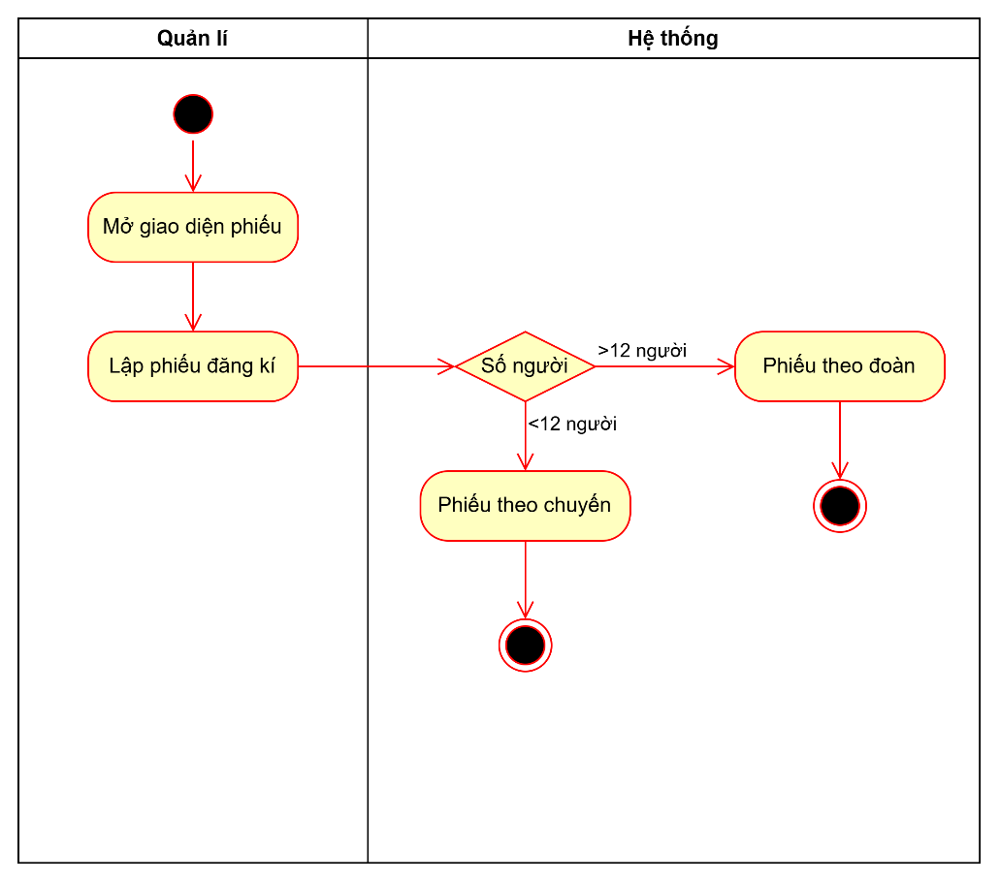 Quản lí
Hệ thống
Mở giao diện phiếu
Lập phiếu đăng kí
Số người
>12 người
Phiếu theo đoàn
<12 người
Phiếu theo chuyến